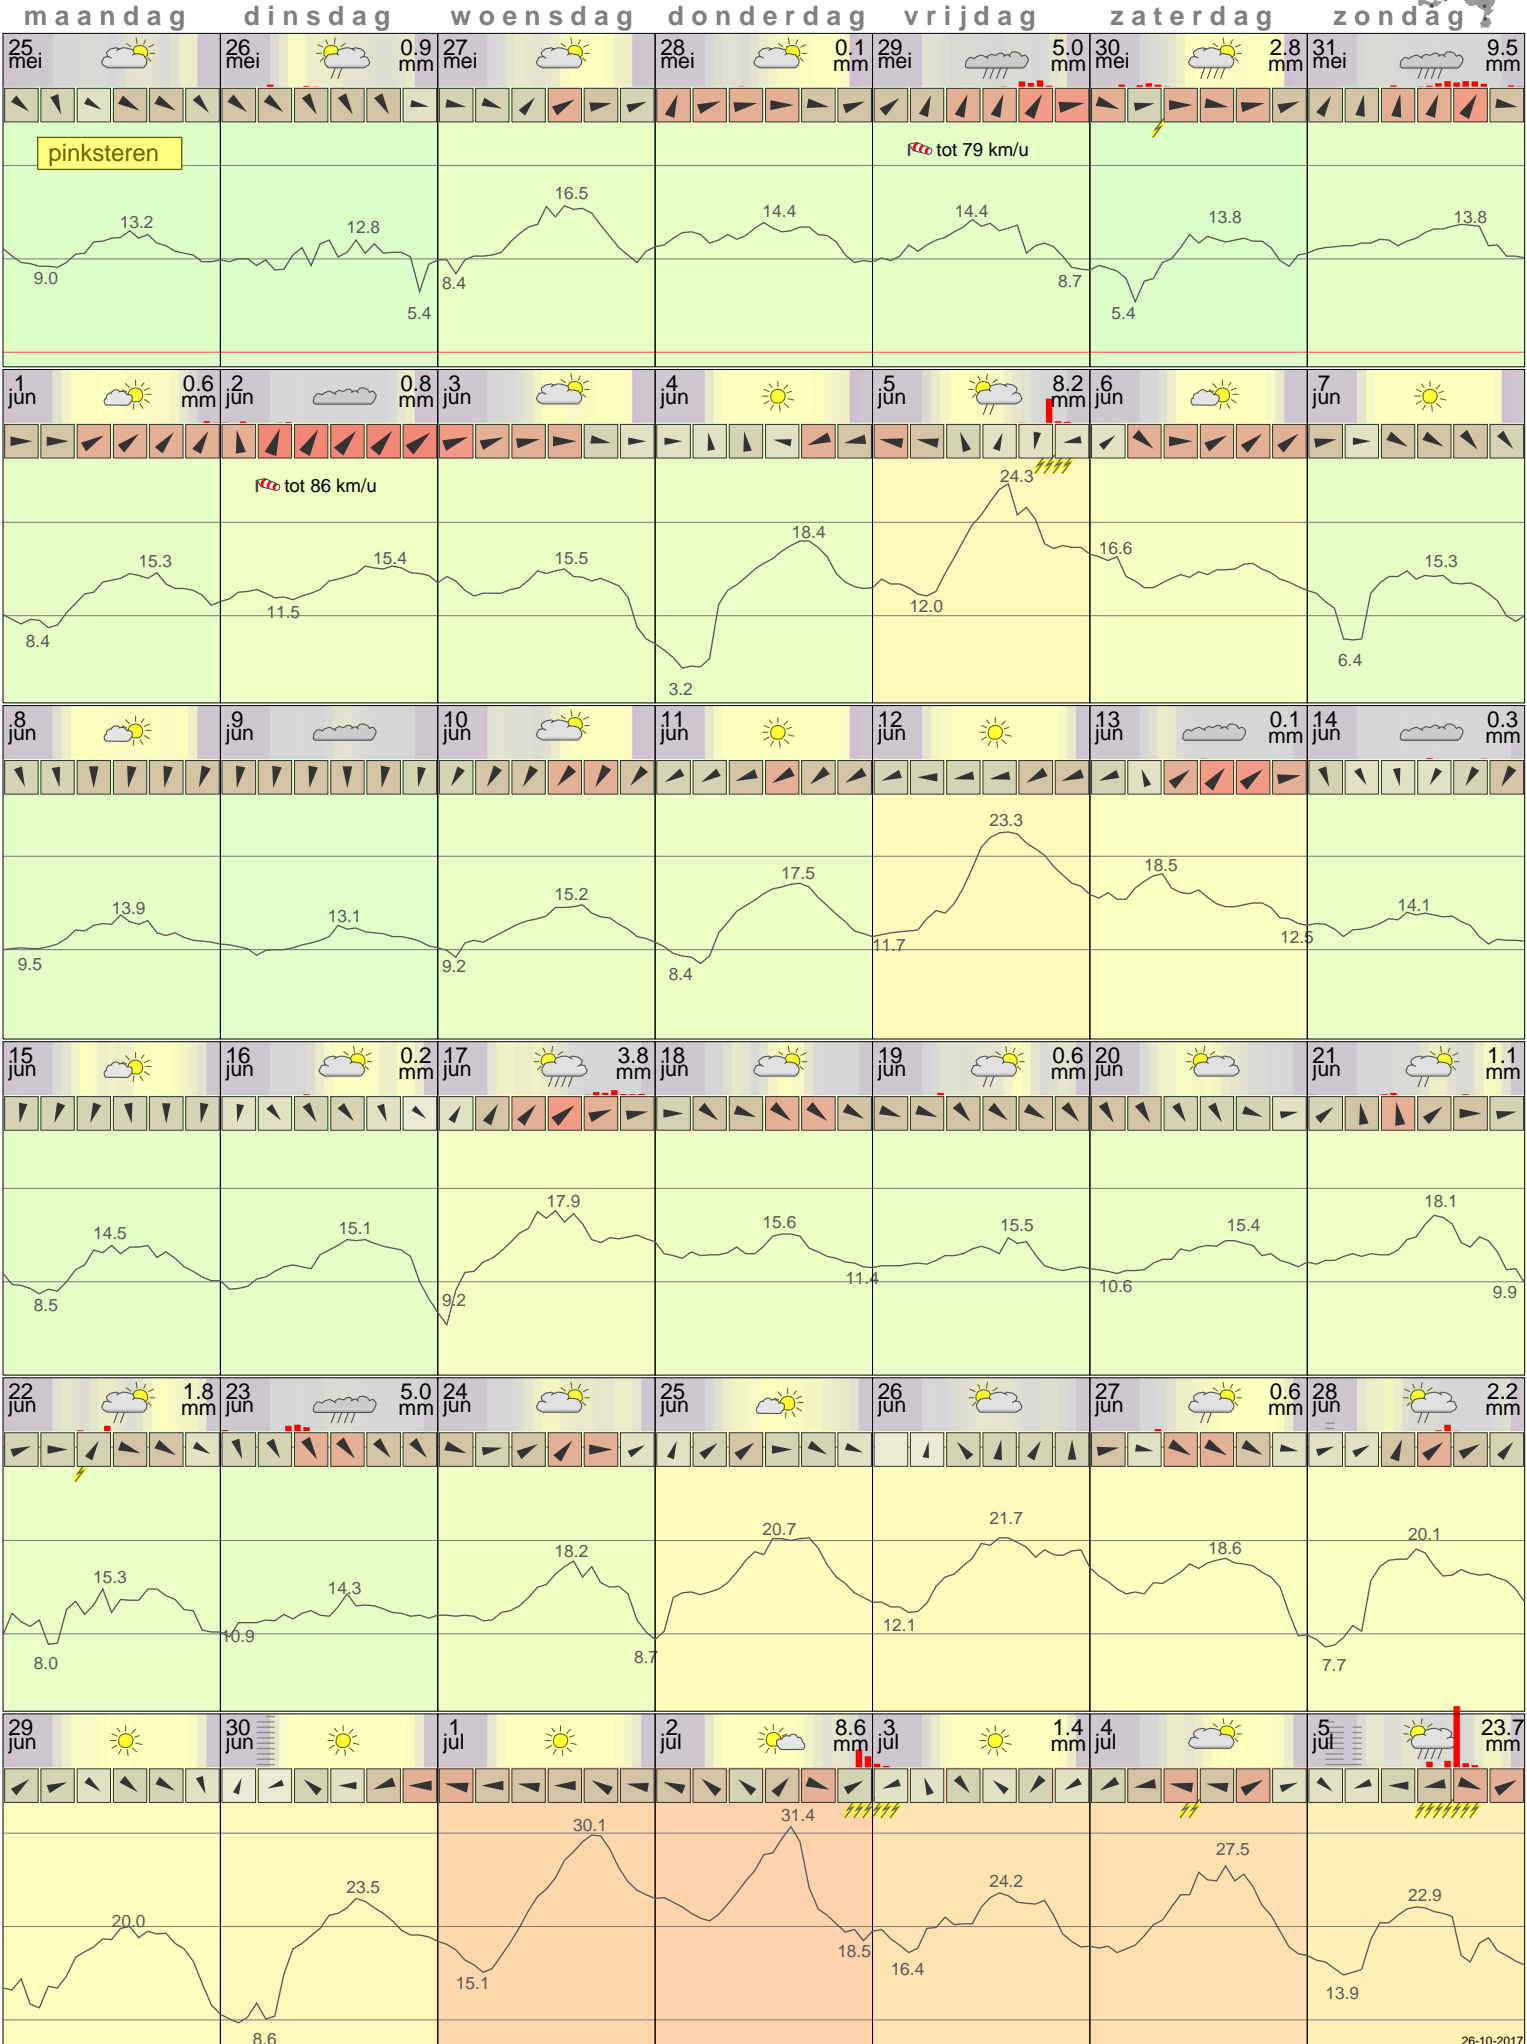 maandag dinsdag woensdag donderdag vrijdag zaterdag zondag
25 26 0.9 27 28 0.1 29 5.0 30 2.8 31 9.5
mei mei mm mei mei mm mei mm mei mm mei mm
pinksteren
tot 79 km/u
16.5
13.2 12.8 14.4 14.4 13.8 13.8
9.0 8.4 8.7
5.4 5.4
1 0.6 2 0.8 3 4 5 8.2 6 7
jun mm jun mm jun jun jun mm jun jun
24.3
tot 86 km/u
18.4
15.3 15.4 15.5 16.6 15.3
11.5 12.0
8.4 3.2 6.4
8 9 10 11 12 13 0.1 14 0.3
jun jun jun jun jun jun mm jun mm
23.3
17.5 18.5
13.9 13.1 15.2 14.1
11.7 12.5
9.5 9.2 8.4
15 16 0.2 17 3.8 18 19 0.6 20 21 1.1
jun jun mm jun mm jun jun mm jun jun mm
17.9 18.1
14.5 15.1 15.6 15.5 15.4
11.4 10.6
8.5 9.2 9.9
22 1.8 23 5.0 24 25 26 27 0.6 28 2.2
jun mm jun mm jun jun jun jun mm jun mm
20.7 21.7 20.1
18.2 18.6
15.3 14.3
12.1
10.9
8.0 8.7 7.7
29 30 1 2 8.6 3 1.4 4 5 23.7
jun jun jul jul mm jul mm jul jul mm
30.1 31.4
27.5
23.5 24.2 22.9
20.0
18.5
15.1 16.4 13.9
8.6
26-10-2017